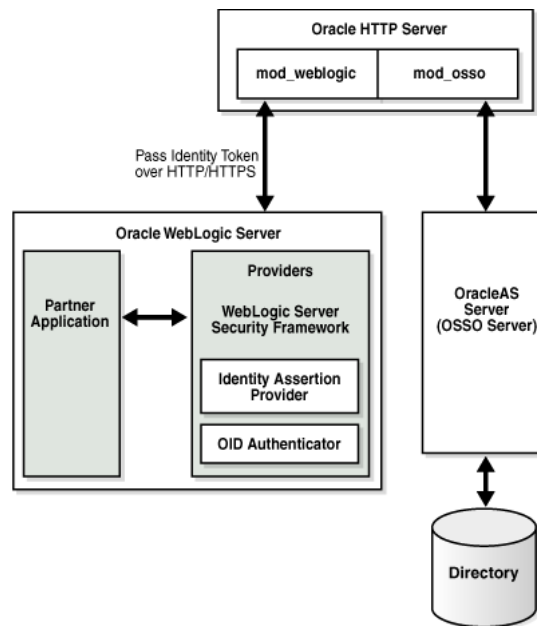 Oracle HTTP Server
mod_weblogic
mod_osso
Pass Identity Token
over HTTP/HTTPS
Oracle WebLogic Server
Partner
Application
Providers
WebLogic Server
Security Framework
Identity Assertion
Provider
OID Authenticator
OracleAS
Server
(OSSO Server)
Directory